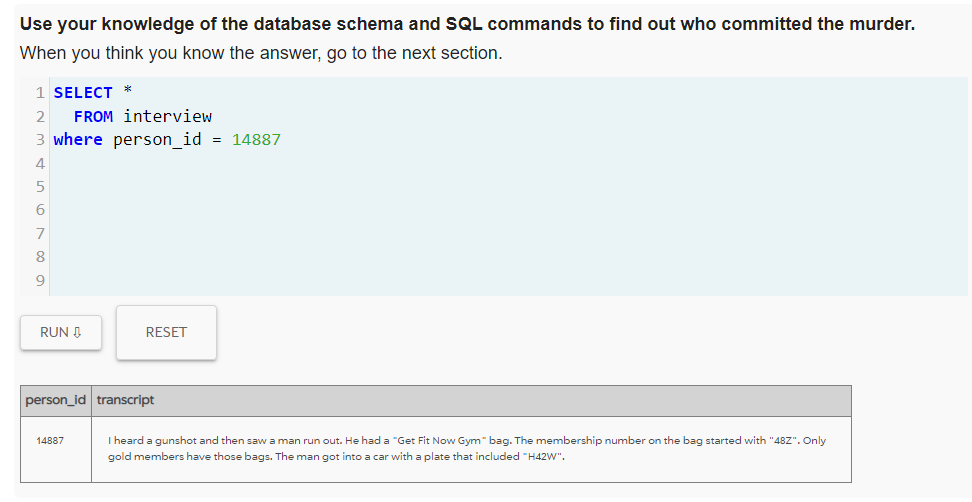 Use your knowledge of the database schema and SQL commands to find out who committed the murder.
When you think you know the answer, go to the next section.
1 SELECT *
2 FROM interview
3 where person_id = 14887
4
5
6
7
8
9
RUN ⇩ RESET
person_id transcript
14887 I heard a gunshot and then saw a man run out. He had a "Get Fit Now Gym" bag. The membership number on the bag started with "48Z". Only
gold members have those bags. The man got into a car with a plate that included "H42W".